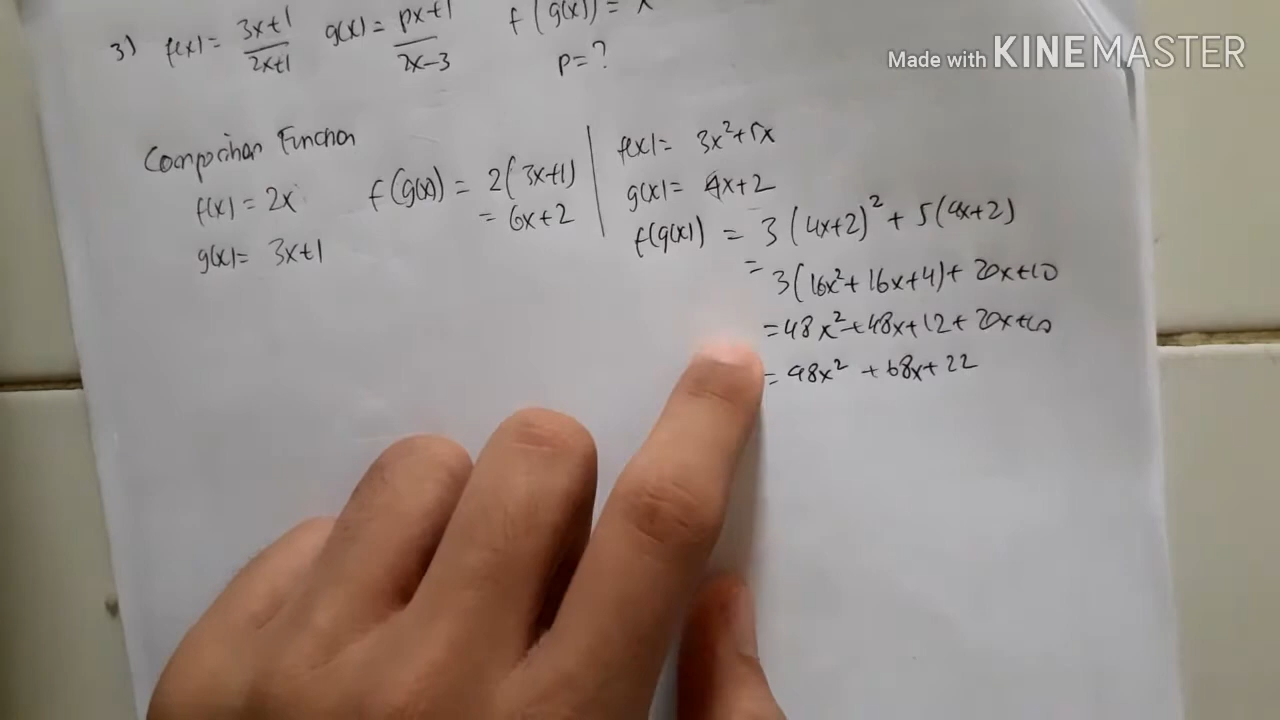 3) f(x) = 3x+1 / 2x+1 g(x) = px+1 / 2x-3 f(g(x)) = x
p = ?
Made with KINEMASTER
Function
f(x) = 2x
g(x) = 3x+1
f(g(x)) = 2(3x+1)
= 6x+2
f(x) = 3x²+5x
g(x) = 4x+2
f(g(x)) = 3(4x+2)² + 5(4x+2)
= 3(16x²+16x+4) + 20x+10
= 48x²+48x+12+20x+10
= 48x² + 68x + 22